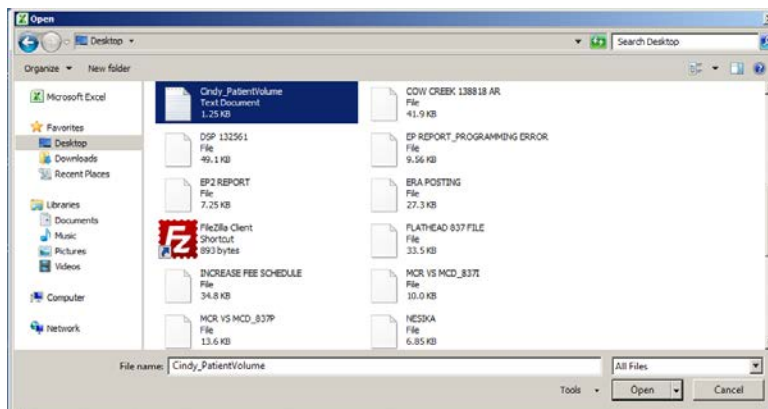 Open
Desktop
Search Desktop
Organize
New folder
Microsoft Excel
Favorites
Desktop
Downloads
Recent Places
Libraries
Documents
Music
Pictures
Videos
Computer
Network
Cindy_PatientVolume
Text Document
1.25 KB
COW CREEK 138818 AR
File
41.9 KB
DSP 132561
File
49.1 KB
EP REPORT_PROGRAMMING ERROR
File
9.56 KB
EP2 REPORT
File
7.25 KB
ERA POSTING
File
27.3 KB
FileZilla Client
Shortcut
893 bytes
FLATHEAD 837 FILE
File
33.5 KB
INCREASE FEE SCHEDULE
File
34.8 KB
MCR VS MCD_837I
File
10.0 KB
MCR VS MCD_837P
File
13.6 KB
NESIKA
File
6.85 KB
File name: Cindy_PatientVolume
All Files
Tools
Open
Cancel